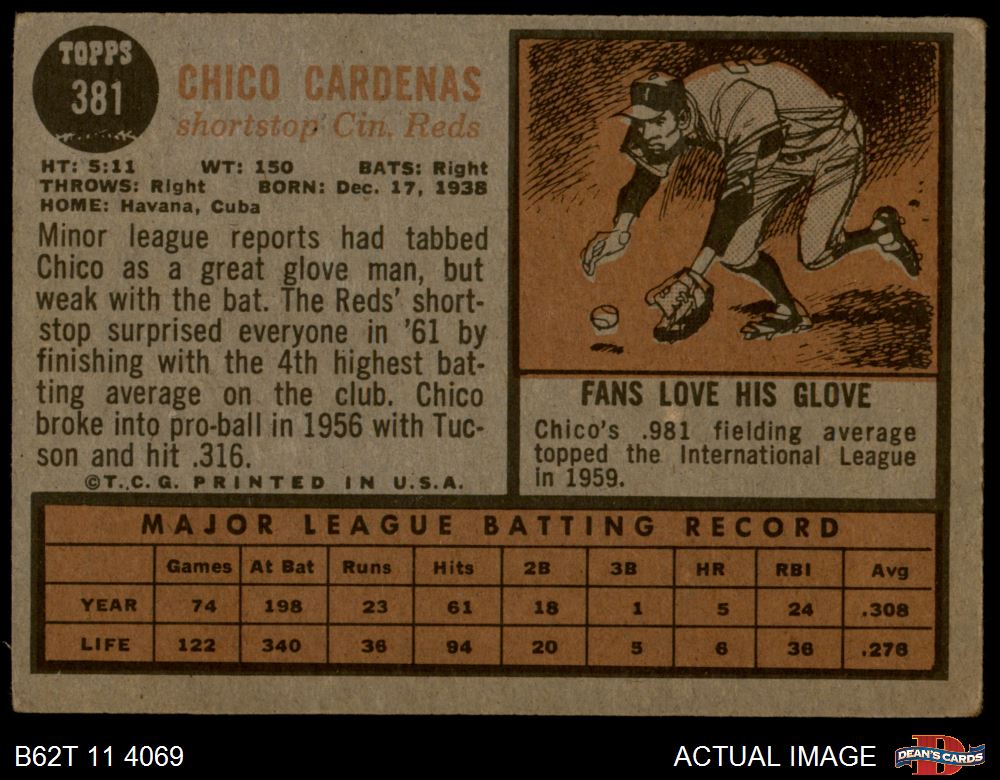 TOPPS
381
CHICO CARDENAS
shortstop Cin. Reds
HT: 5:11 WT: 150 BATS: Right
THROWS: Right BORN: Dec. 17, 1938
HOME: Havana, Cuba
Minor league reports had tabbed
Chico as a great glove man, but
weak with the bat. The Reds' short-
stop surprised everyone in '61 by
finishing with the 4th highest bat-
ting average on the club. Chico
broke into pro-ball in 1956 with Tuc-
son and hit .316.
©T.C.G. PRINTED IN U.S.A.
FANS LOVE HIS GLOVE
Chico's .981 fielding average
topped the International League
in 1959.
MAJOR LEAGUE BATTING RECORD
Games At Bat Runs Hits 2B 3B HR RBI Avg
YEAR 74 198 23 61 18 1 5 24 .308
LIFE 122 340 36 94 20 5 6 36 .276
B62T 11 4069
ACTUAL IMAGE
DEAN'S CARDS